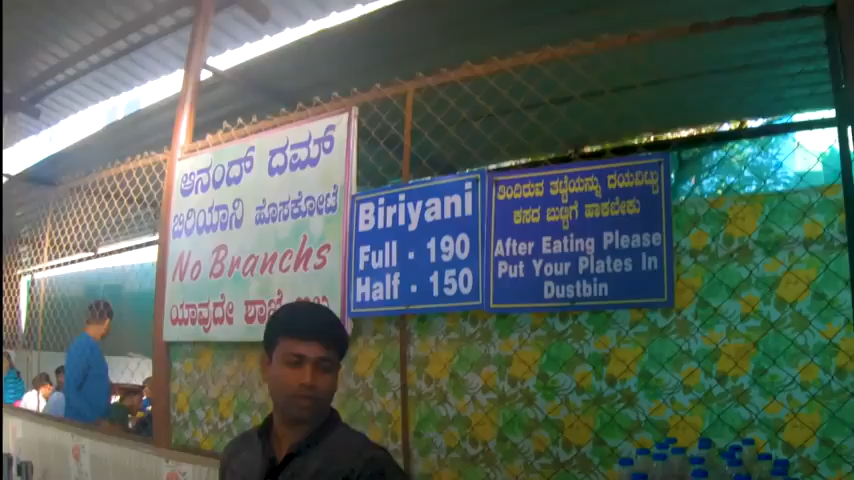 ಆನಂದ್ ದಮ್
ಬಿರಿಯಾನಿ ಹೊಸಕೋಟೆ
No Branchs
ಯಾವುದೇ ಶಾಖೆ ಇಲ್ಲ
Biriyani
Full - 190
Half - 150
ತಿಂದಿರುವ ತಟ್ಟೆಯನ್ನು ದಯವಿಟ್ಟು
ಕಸದ ಬುಟ್ಟಿಗೆ ಹಾಕಬೇಕು
After Eating Please
Put Your Plates In
Dustbin